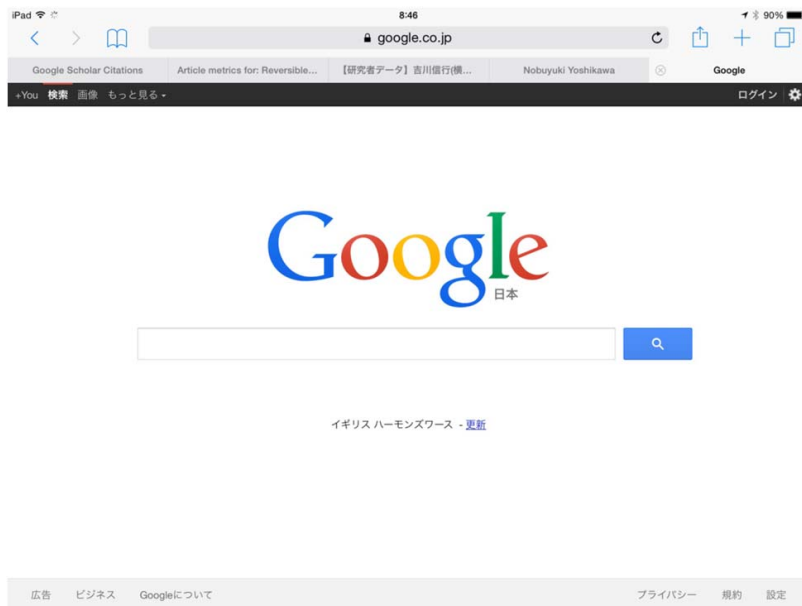 iPad 8:46 90%
google.co.jp
Google Scholar Citations Article metrics for: Reversible... 【研究者データ】吉川信行(横... Nobuyuki Yoshikawa Google
+You 検索 画像 もっと見る ログイン
Google
日本
イギリス ハーモンズワース - 更新
広告 ビジネス Googleについて プライバシー 規約 設定